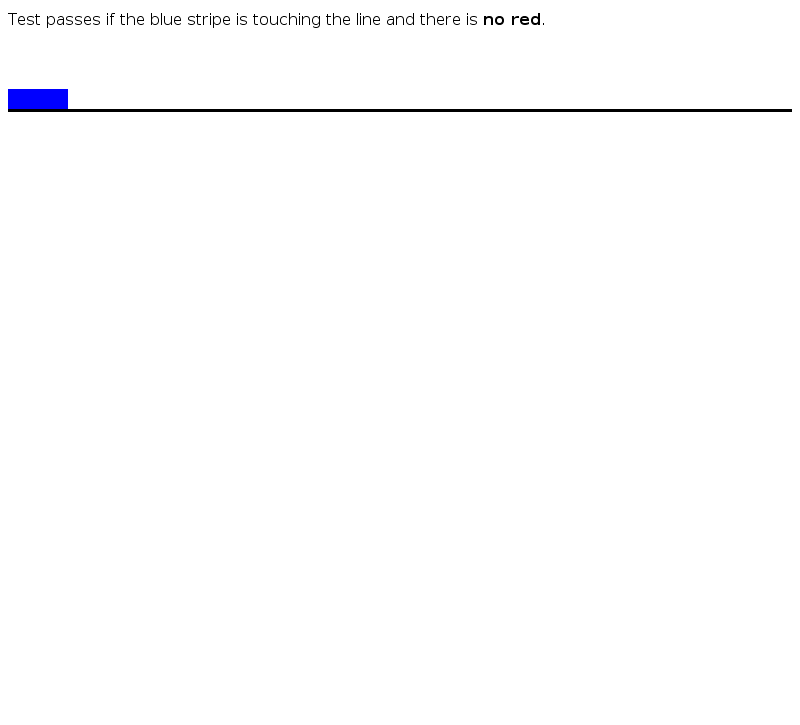 Test passes if the blue stripe is touching the line and there is no red.